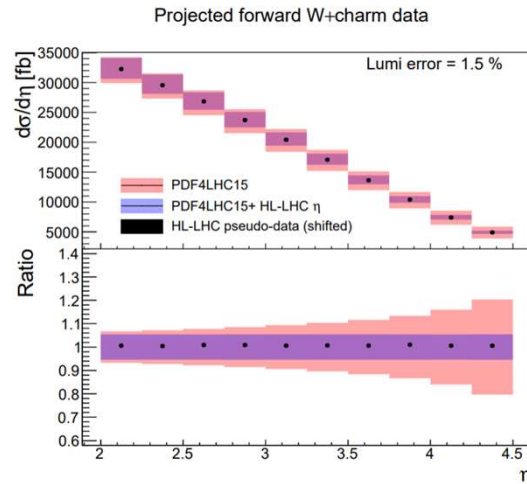 Projected forward W+charm data
dσ/dη [fb]
35000
30000
25000
20000
15000
10000
5000
Lumi error = 1.5 %
PDF4LHC15
PDF4LHC15+ HL-LHC η
HL-LHC pseudo-data (shifted)
Ratio
1.4
1.3
1.2
1.1
1
0.9
0.8
0.7
0.6
2 2.5 3 3.5 4 4.5
η